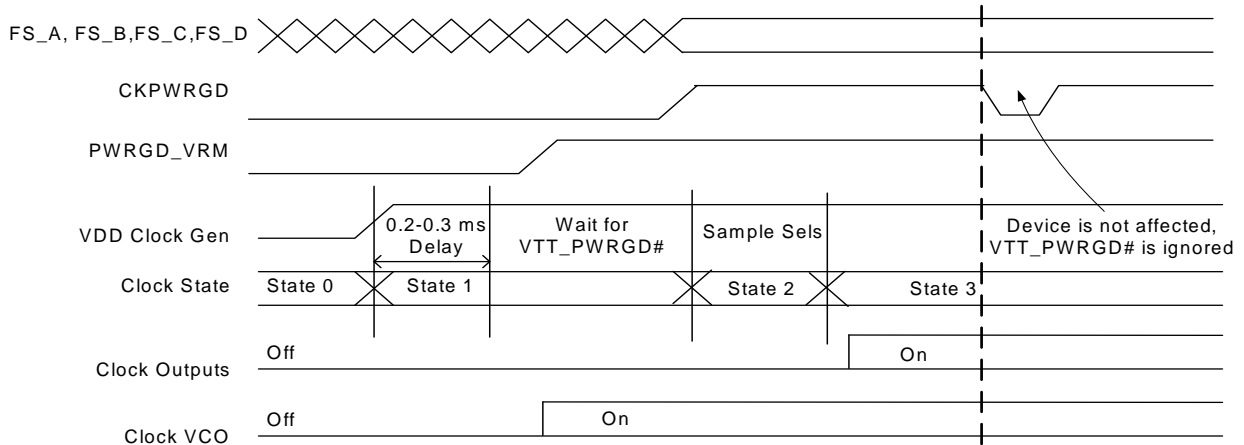 FS_A, FS_B,FS_C,FS_D
CKPWRGD
PWRGD_VRM
VDD Clock Gen
0.2-0.3 ms
Delay
Wait for
VTT_PWRGD#
Sample Sels
Device is not affected,
VTT_PWRGD# is ignored
Clock State
State 0
State 1
State 2
State 3
Clock Outputs
Off
On
Clock VCO
Off
On